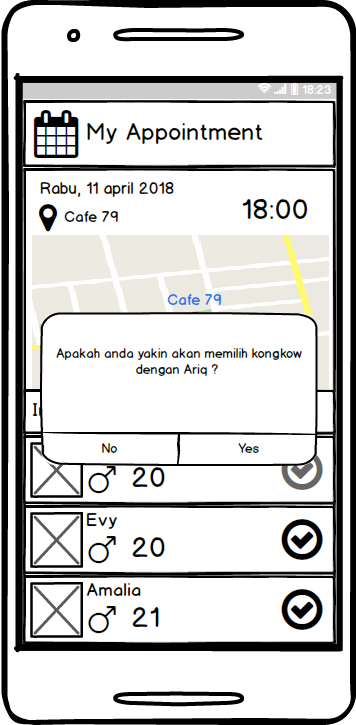 18:23
My Appointment
Rabu, 11 april 2018
18:00
Cafe 79
Cafe 79
Apakah anda yakin akan memilih kongkow
dengan Ariq ?
No
Yes
20
Evy
20
Amalia
21